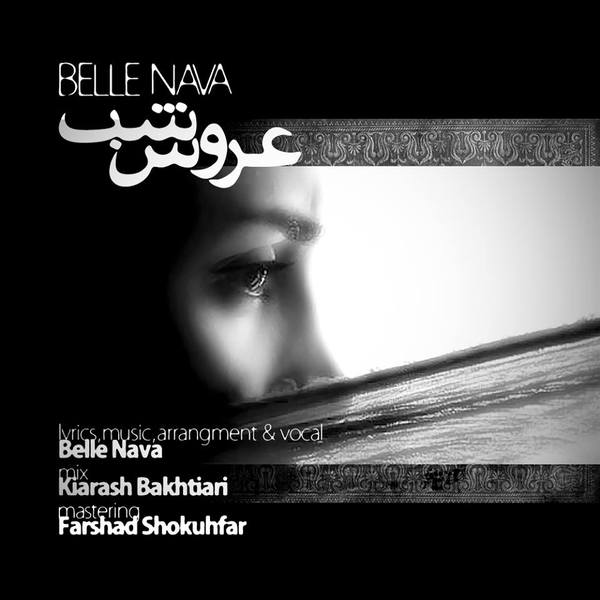 BELLE NAVA
عروس شب
lyrics,music,arrangment & vocal
Belle Nava
mix
Kiarash Bakhtiari
mastering
Farshad Shokuhfar